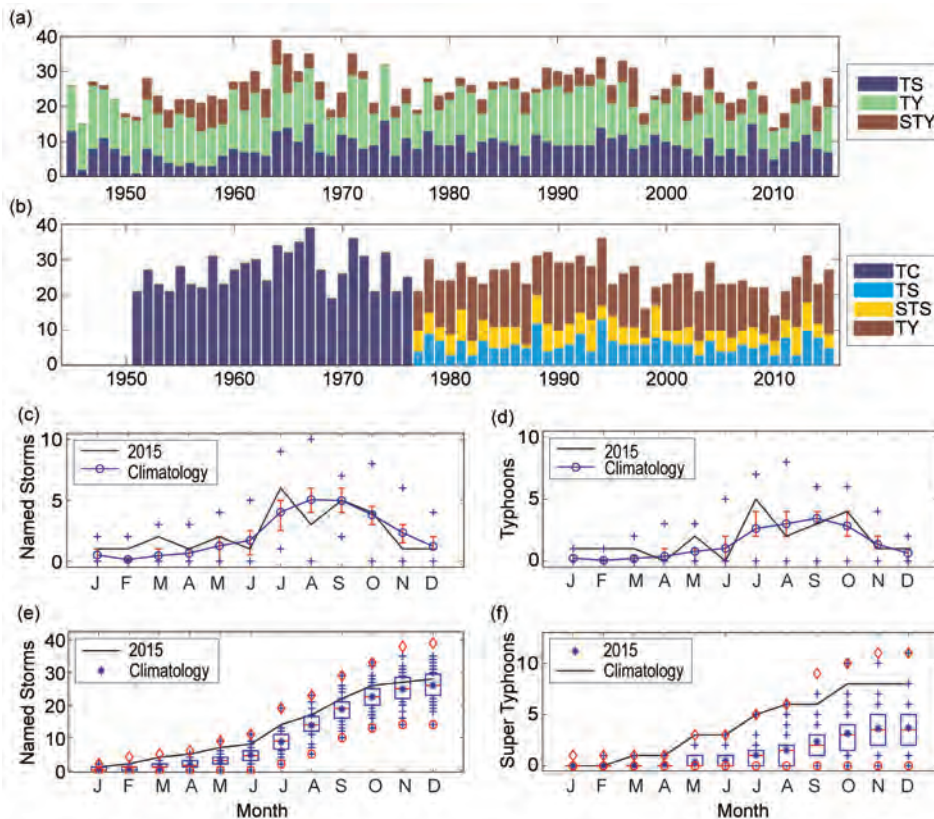 (a)
40
30
20
10
0
1950 1960 1970 1980 1990 2000 2010
TS
TY
STY
(b)
40
30
20
10
0
1950 1960 1970 1980 1990 2000 2010
TC
TS
STS
TY
(c)
Named Storms
10
5
0
2015
Climatology
J F M A M J J A S O N D
(d)
Typhoons
10
5
0
2015
Climatology
J F M A M J J A S O N D
(e)
Named Storms
40
30
20
10
0
2015
Climatology
J F M A M J J A S O N D
Month
(f)
Super Typhoons
10
5
0
2015
Climatology
J F M A M J J A S O N D
Month